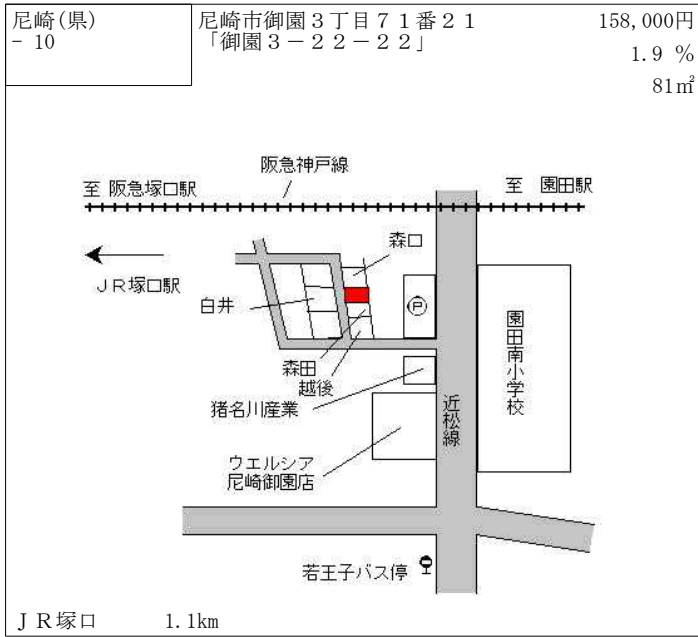 尼崎(県)
- 10
尼崎市御園３丁目７１番２１
「御園３－２２－２２」
158,000円
1.9 %
81㎡
阪急神戸線
至 阪急塚口駅
至 園田駅
森口
ＪＲ塚口駅
白井
Ｐ
園田南小学校
森田
越後
猪名川産業
近松線
ウエルシア
尼崎御園店
若王子バス停
ＪＲ塚口 1.1km